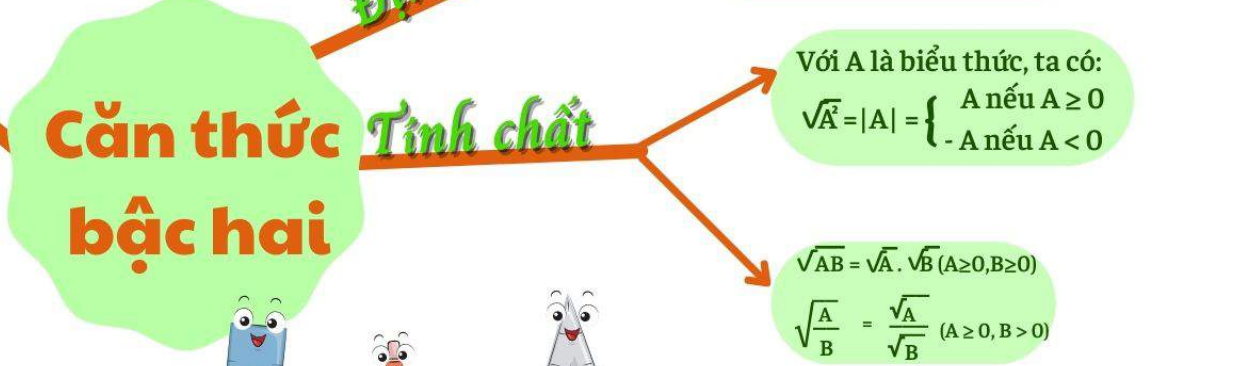 Căn thức
bậc hai
Tính chất
Với A là biểu thức, ta có:
√A² = |A| = { A nếu A ≥ 0
- A nếu A < 0
√AB = √A . √B (A≥0,B≥0)
√(A/B) = √A/√B (A ≥ 0, B > 0)